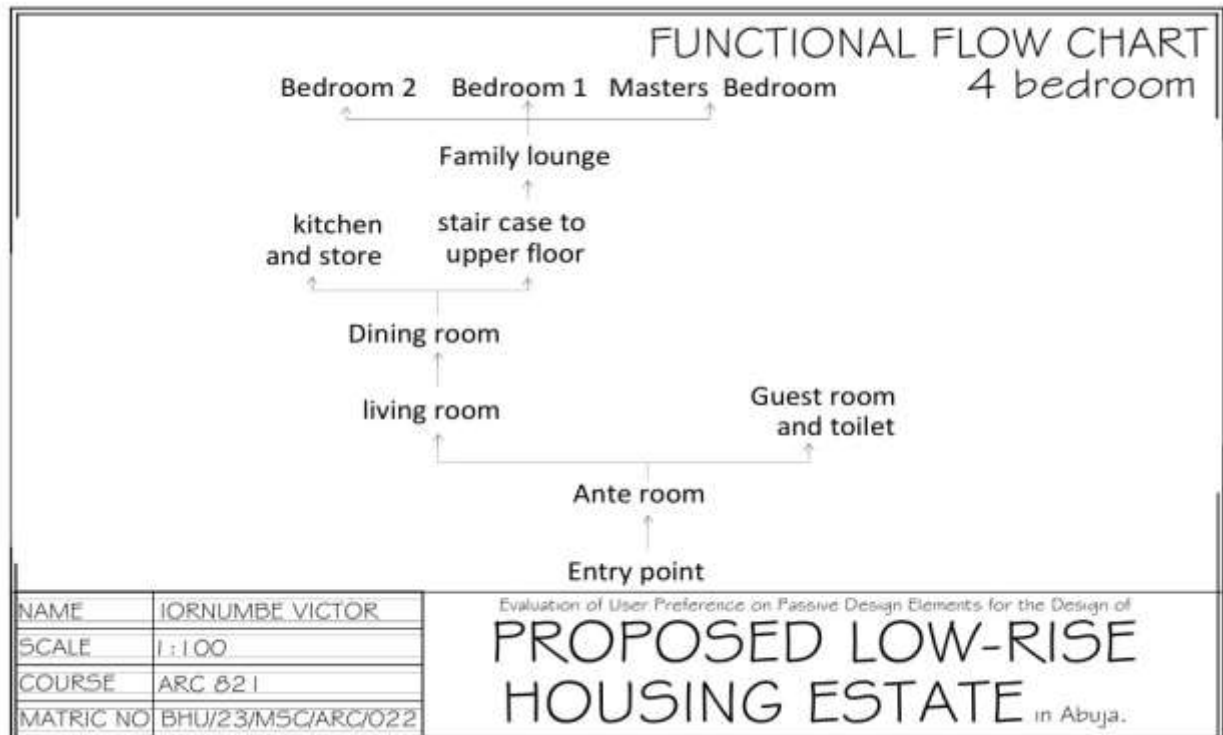 FUNCTIONAL FLOW CHART
4 bedroom
Bedroom 2 Bedroom 1 Masters Bedroom
Family lounge
kitchen
and store
stair case to
upper floor
Dining room
living room
Guest room
and toilet
Ante room
Entry point
NAME IORNUMBE VICTOR
SCALE 1:100
COURSE ARC 821
MATRIC NO BHU/23/MSC/ARC/022
Evaluation of User Preference on Passive Design Elements for the Design of
PROPOSED LOW-RISE
HOUSING ESTATE in Abuja.